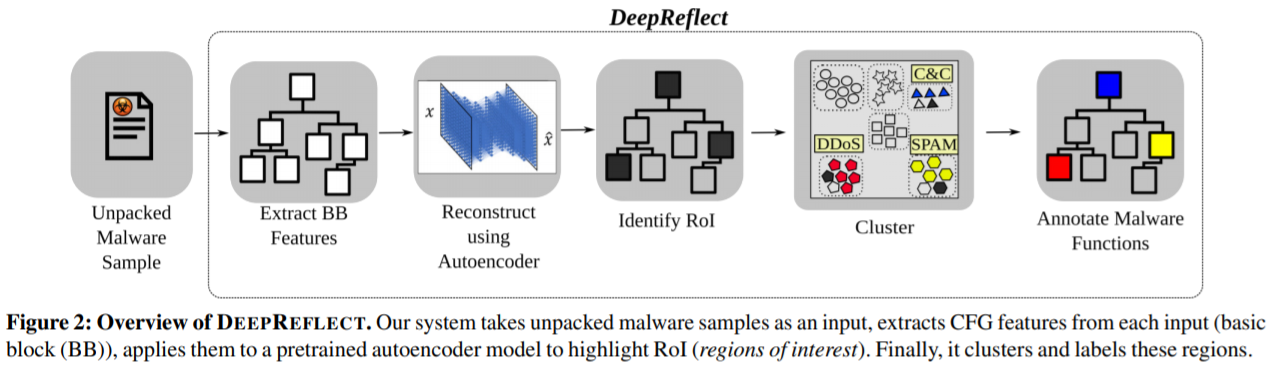 DeepReflect
x
x̂
C&C
DDoS
SPAM
Unpacked
Malware
Sample
Extract BB
Features
Reconstruct
using
Autoencoder
Identify RoI
Cluster
Annotate Malware
Functions
Figure 2: Overview of DEEPREFLECT. Our system takes unpacked malware samples as an input, extracts CFG features from each input (basic
block (BB)), applies them to a pretrained autoencoder model to highlight RoI (regions of interest). Finally, it clusters and labels these regions.